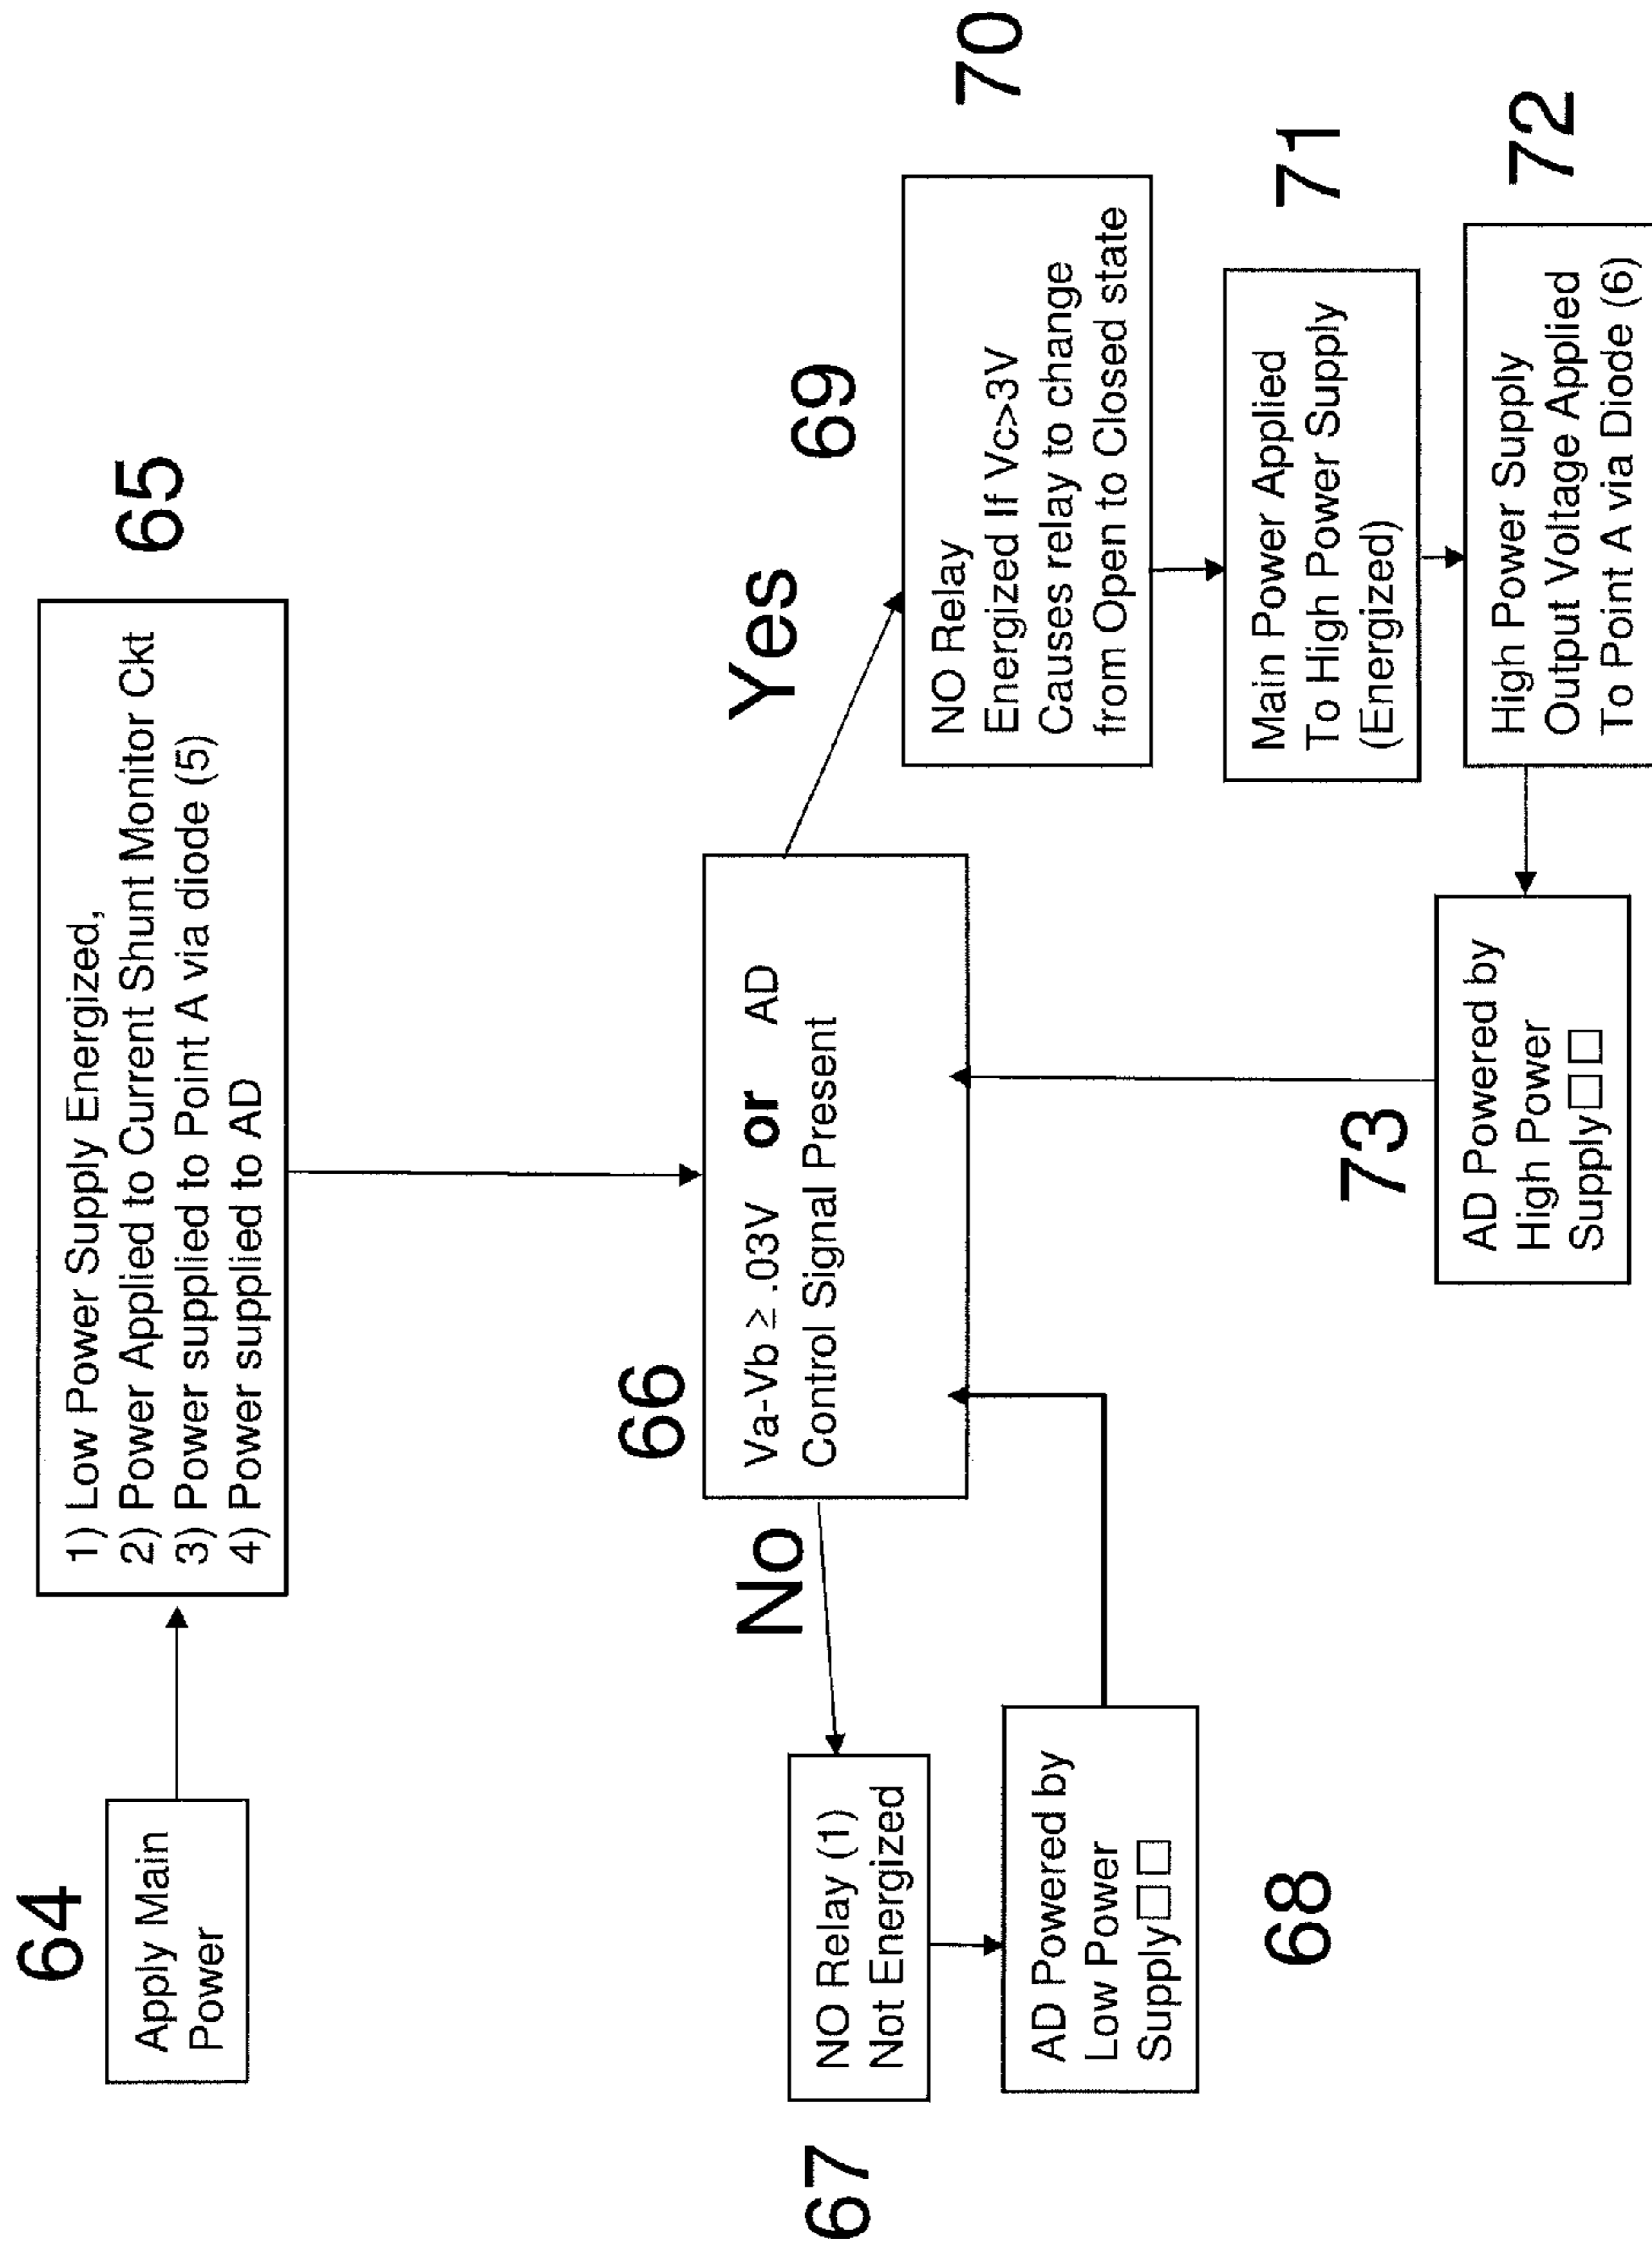 64
Apply Main
Power
65
1) Low Power Supply Energized,
2) Power Applied to Current Shunt Monitor Ckt
3) Power supplied to Point A via diode (5)
4) Power supplied to AD
66
Va-Vb ≥ .03V or AD
Control Signal Present
No
67
NO Relay (1)
Not Energized
AD Powered by
Low Power
Supply□□
68
Yes
69
NO Relay
Energized If Vc>3V
Causes relay to change
from Open to Closed state
70
Main Power Applied
To High Power Supply
(Energized)
71
High Power Supply
Output Voltage Applied
To Point A via Diode (6)
72
73
AD Powered by
High Power
Supply□□